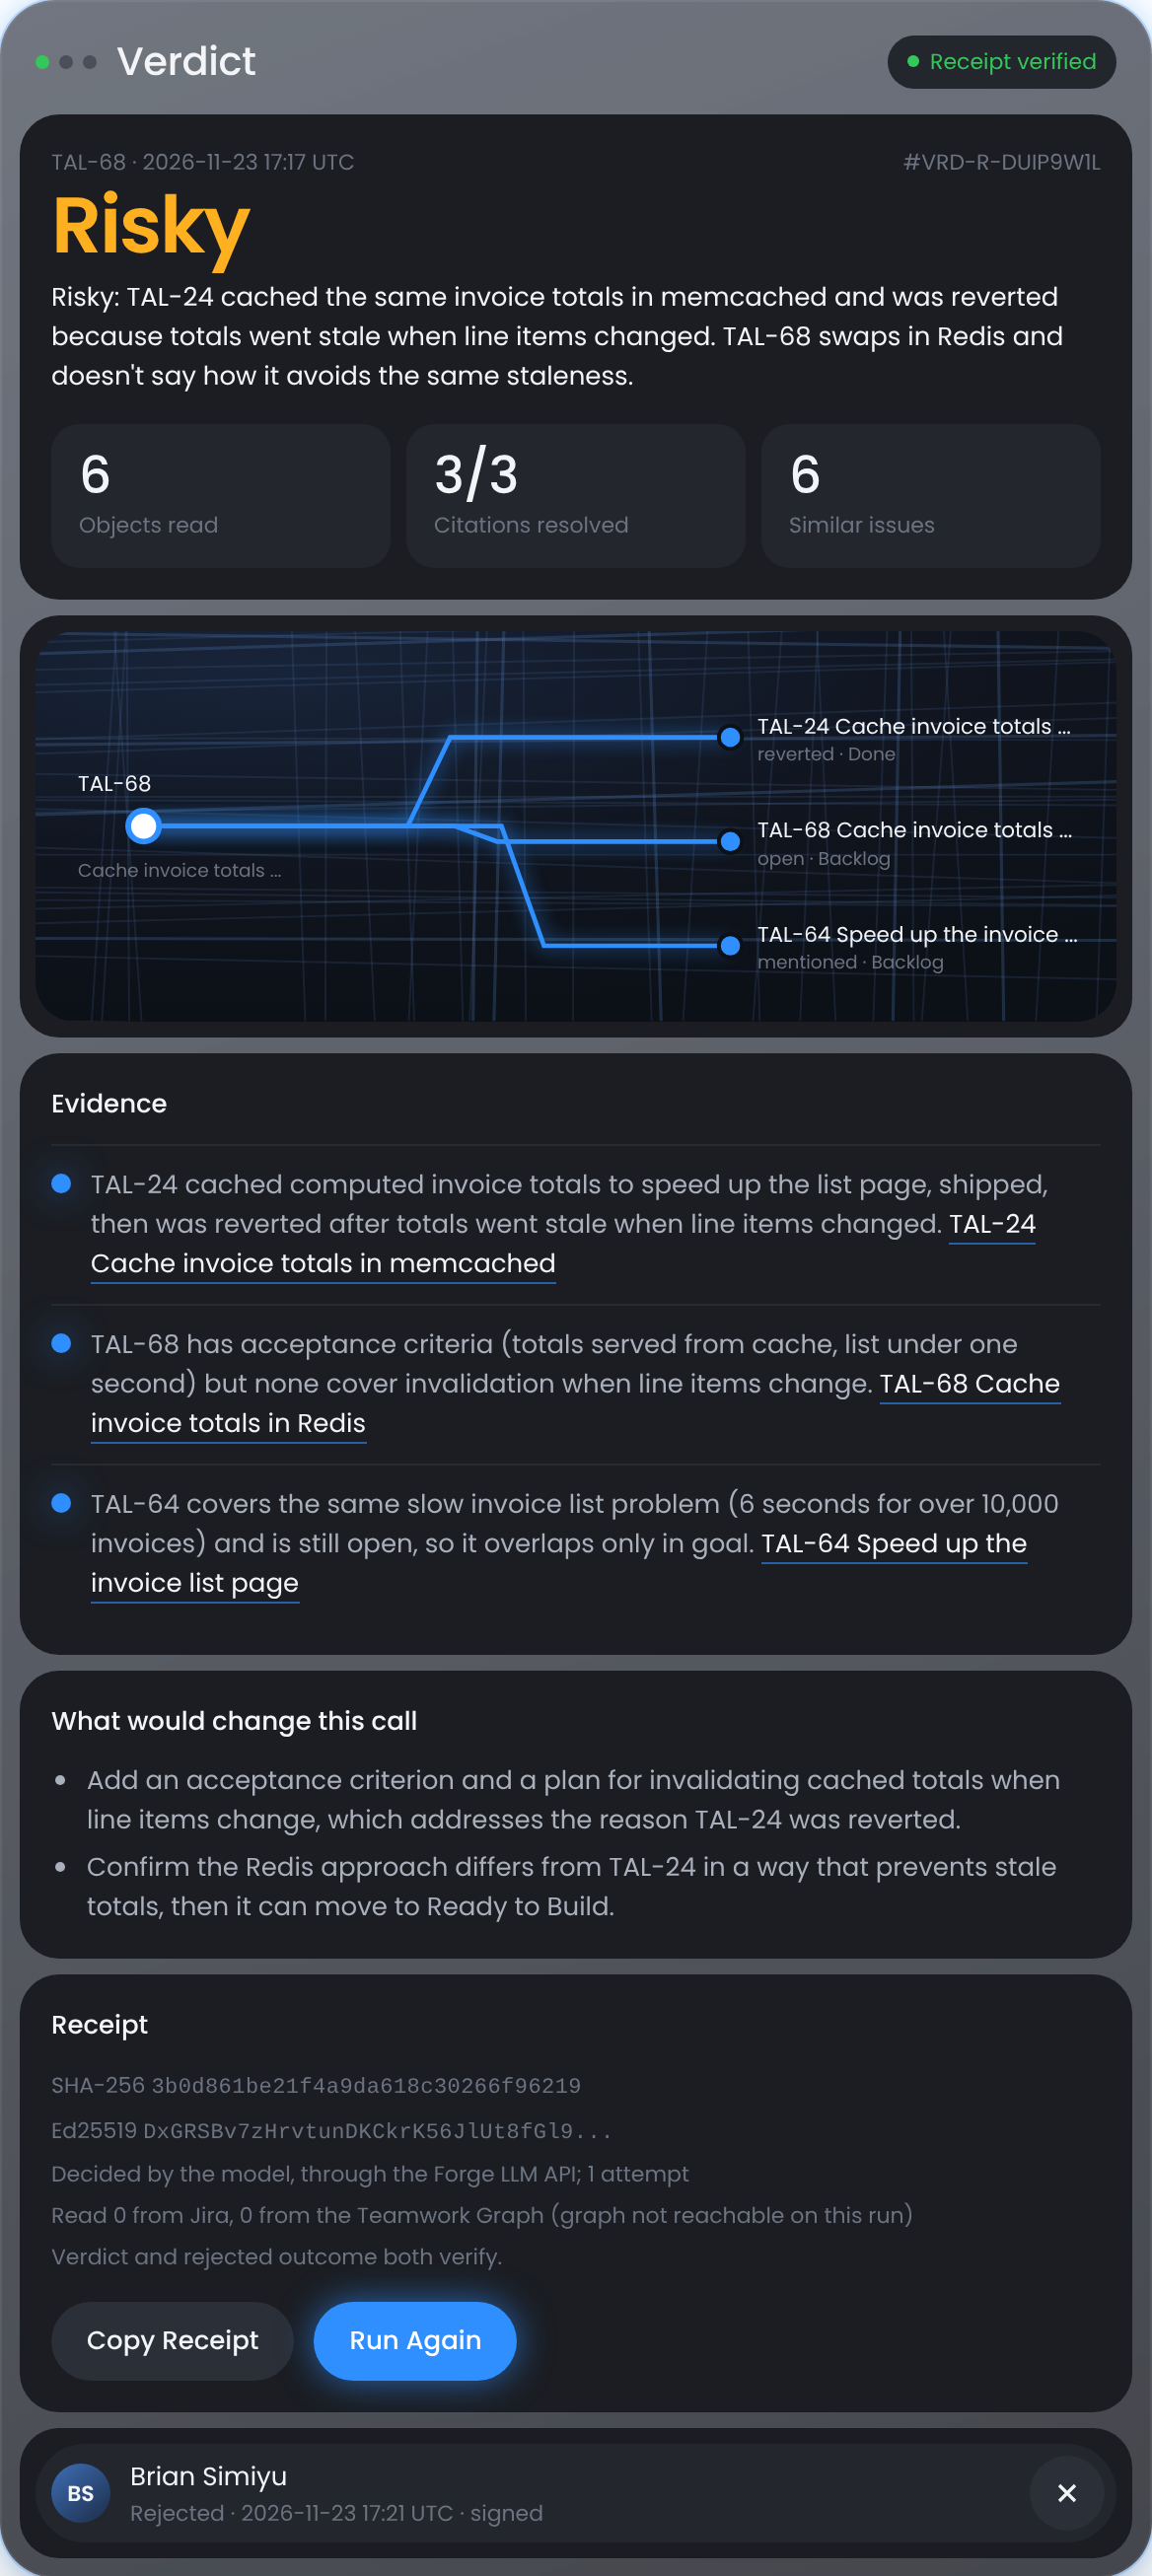 Verdict
Receipt verified
TAL-68 · 2026-11-23 17:17 UTC
#VRD-R-DUIP9W1L
Risky
Risky: TAL-24 cached the same invoice totals in memcached and was reverted
because totals went stale when line items changed. TAL-68 swaps in Redis and
doesn't say how it avoids the same staleness.
6
Objects read
3/3
Citations resolved
6
Similar issues
TAL-68
Cache invoice totals ...
TAL-24 Cache invoice totals ...
reverted · Done
TAL-68 Cache invoice totals ...
open · Backlog
TAL-64 Speed up the invoice ...
mentioned · Backlog
Evidence
TAL-24 cached computed invoice totals to speed up the list page, shipped,
then was reverted after totals went stale when line items changed. TAL-24
Cache invoice totals in memcached
TAL-68 has acceptance criteria (totals served from cache, list under one
second) but none cover invalidation when line items change. TAL-68 Cache
invoice totals in Redis
TAL-64 covers the same slow invoice list problem (6 seconds for over 10,000
invoices) and is still open, so it overlaps only in goal. TAL-64 Speed up the
invoice list page
What would change this call
Add an acceptance criterion and a plan for invalidating cached totals when
line items change, which addresses the reason TAL-24 was reverted.
Confirm the Redis approach differs from TAL-24 in a way that prevents stale
totals, then it can move to Ready to Build.
Receipt
SHA-256 3b0d861be21f4a9da618c30266f96219
Ed25519 DxGRSBv7zHrvtunDKCkrK56JlUt8fGl9...
Decided by the model, through the Forge LLM API; 1 attempt
Read 0 from Jira, 0 from the Teamwork Graph (graph not reachable on this run)
Verdict and rejected outcome both verify.
Copy Receipt
Run Again
BS
Brian Simiyu
Rejected · 2026-11-23 17:21 UTC · signed